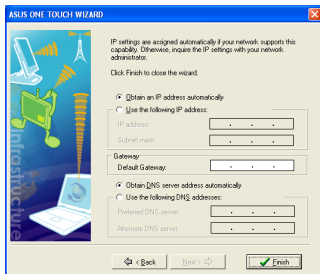 ASUS ONE TOUCH WIZARD
IP settings are assigned automatically if your network supports this
capability. Otherwise, inquire the IP settings with your network
administrator.
Click Finish to close the wizard.
Obtain an IP address automatically
Use the following IP address:
IP address:
Subnet mask:
Gateway
Default Gateway:
Obtain DNS server address automatically
Use the following DNS addresses:
Preferred DNS server:
Alternate DNS server:
Infrastructure
< Back
Next >
Finish